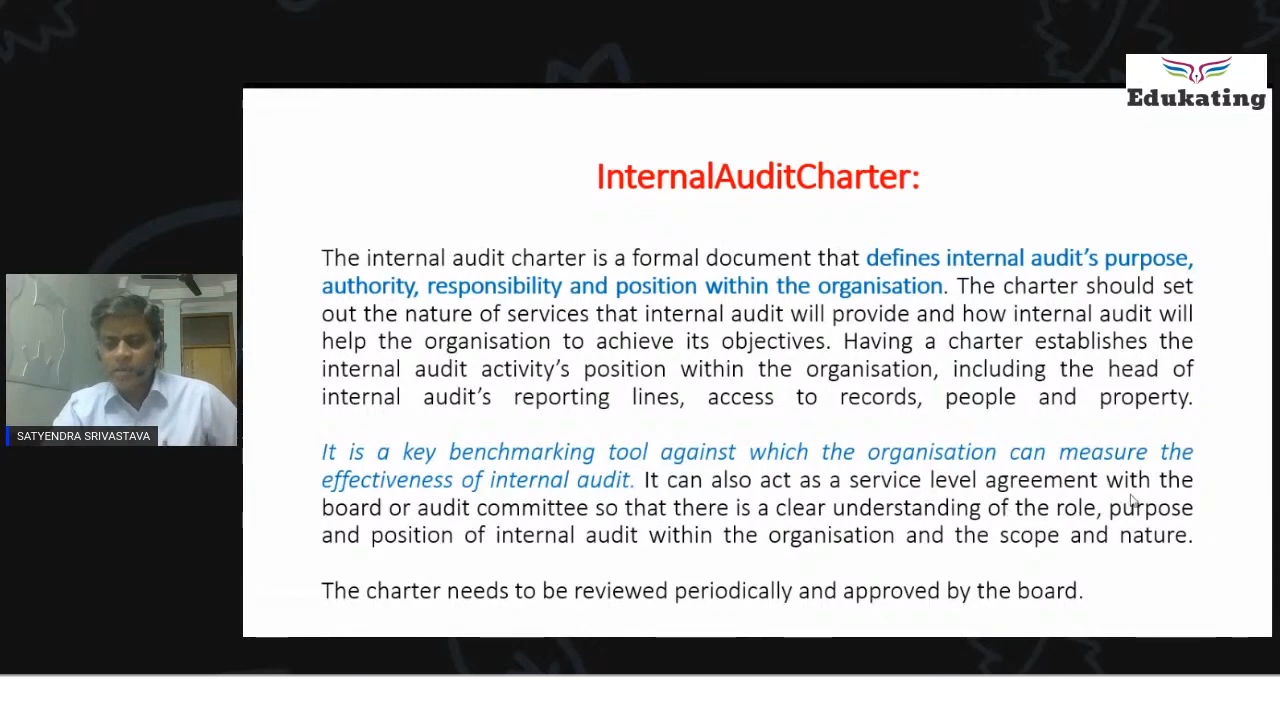 Edukating
InternalAuditCharter:
The internal audit charter is a formal document that defines internal audit’s purpose,
authority, responsibility and position within the organisation. The charter should set
out the nature of services that internal audit will provide and how internal audit will
help the organisation to achieve its objectives. Having a charter establishes the
internal audit activity’s position within the organisation, including the head of
internal audit’s reporting lines, access to records, people and property.
It is a key benchmarking tool against which the organisation can measure the
effectiveness of internal audit. It can also act as a service level agreement with the
board or audit committee so that there is a clear understanding of the role, purpose
and position of internal audit within the organisation and the scope and nature.
The charter needs to be reviewed periodically and approved by the board.
SATYENDRA SRIVASTAVA